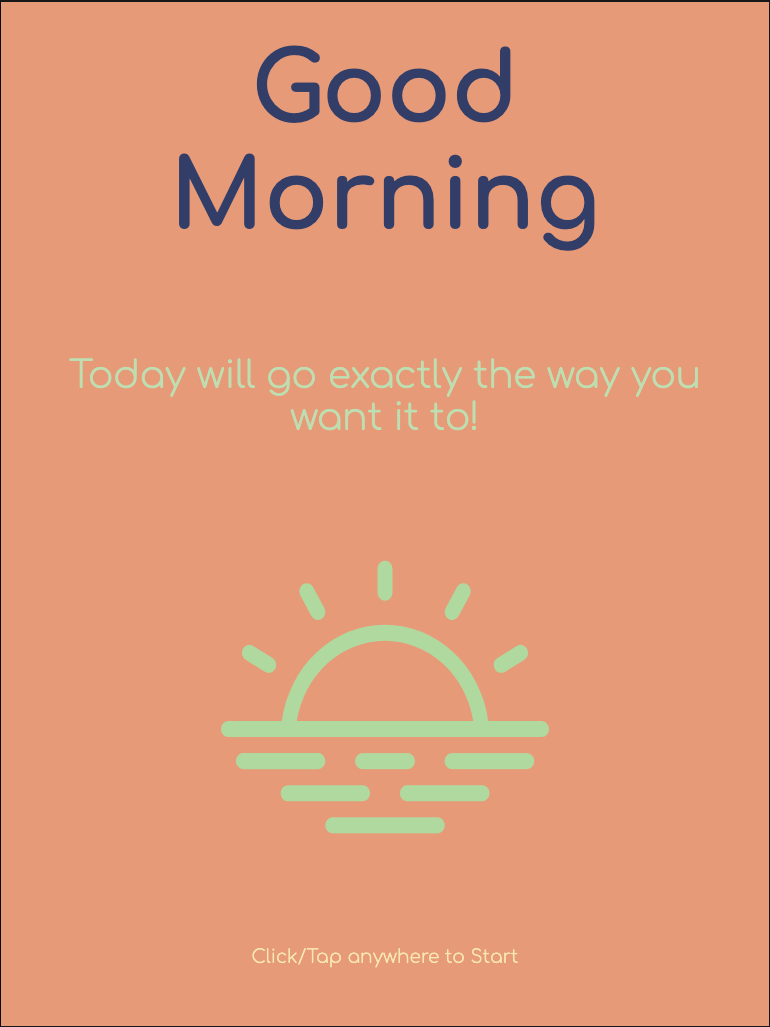 Good
Morning
Today will go exactly the way you
want it to!
Click/Tap anywhere to Start